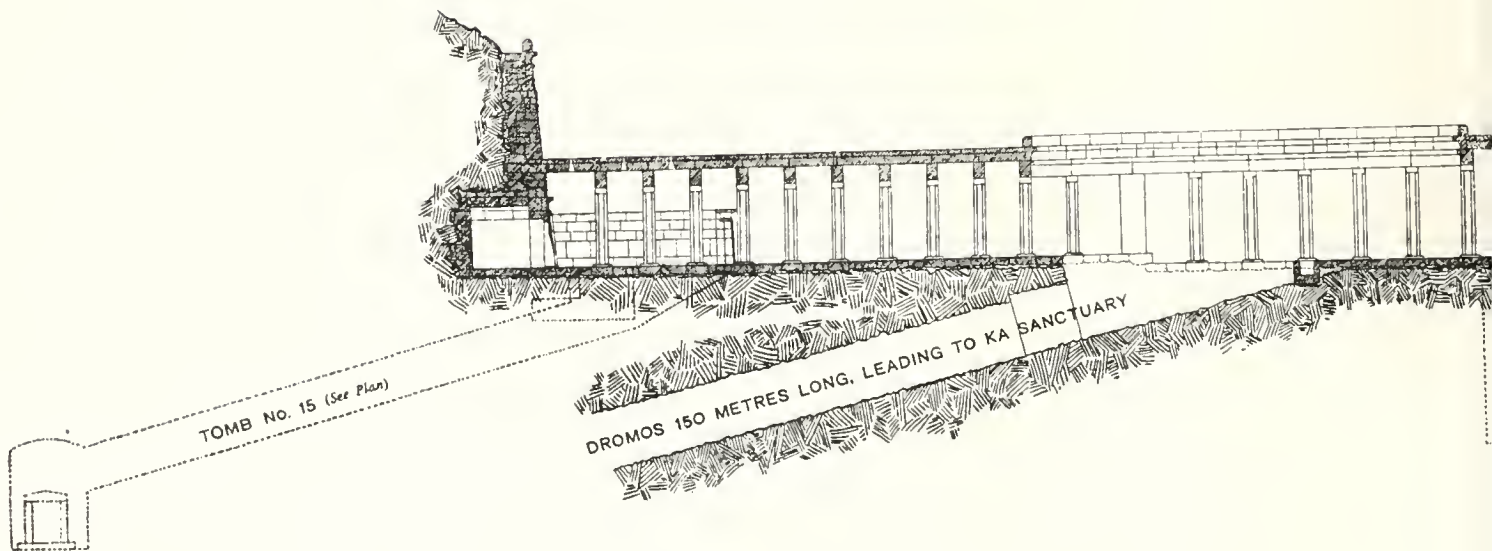 TOMB No. 15 (See Plan)
DROMOS 150 METRES LONG, LEADING TO KA SANCTUARY